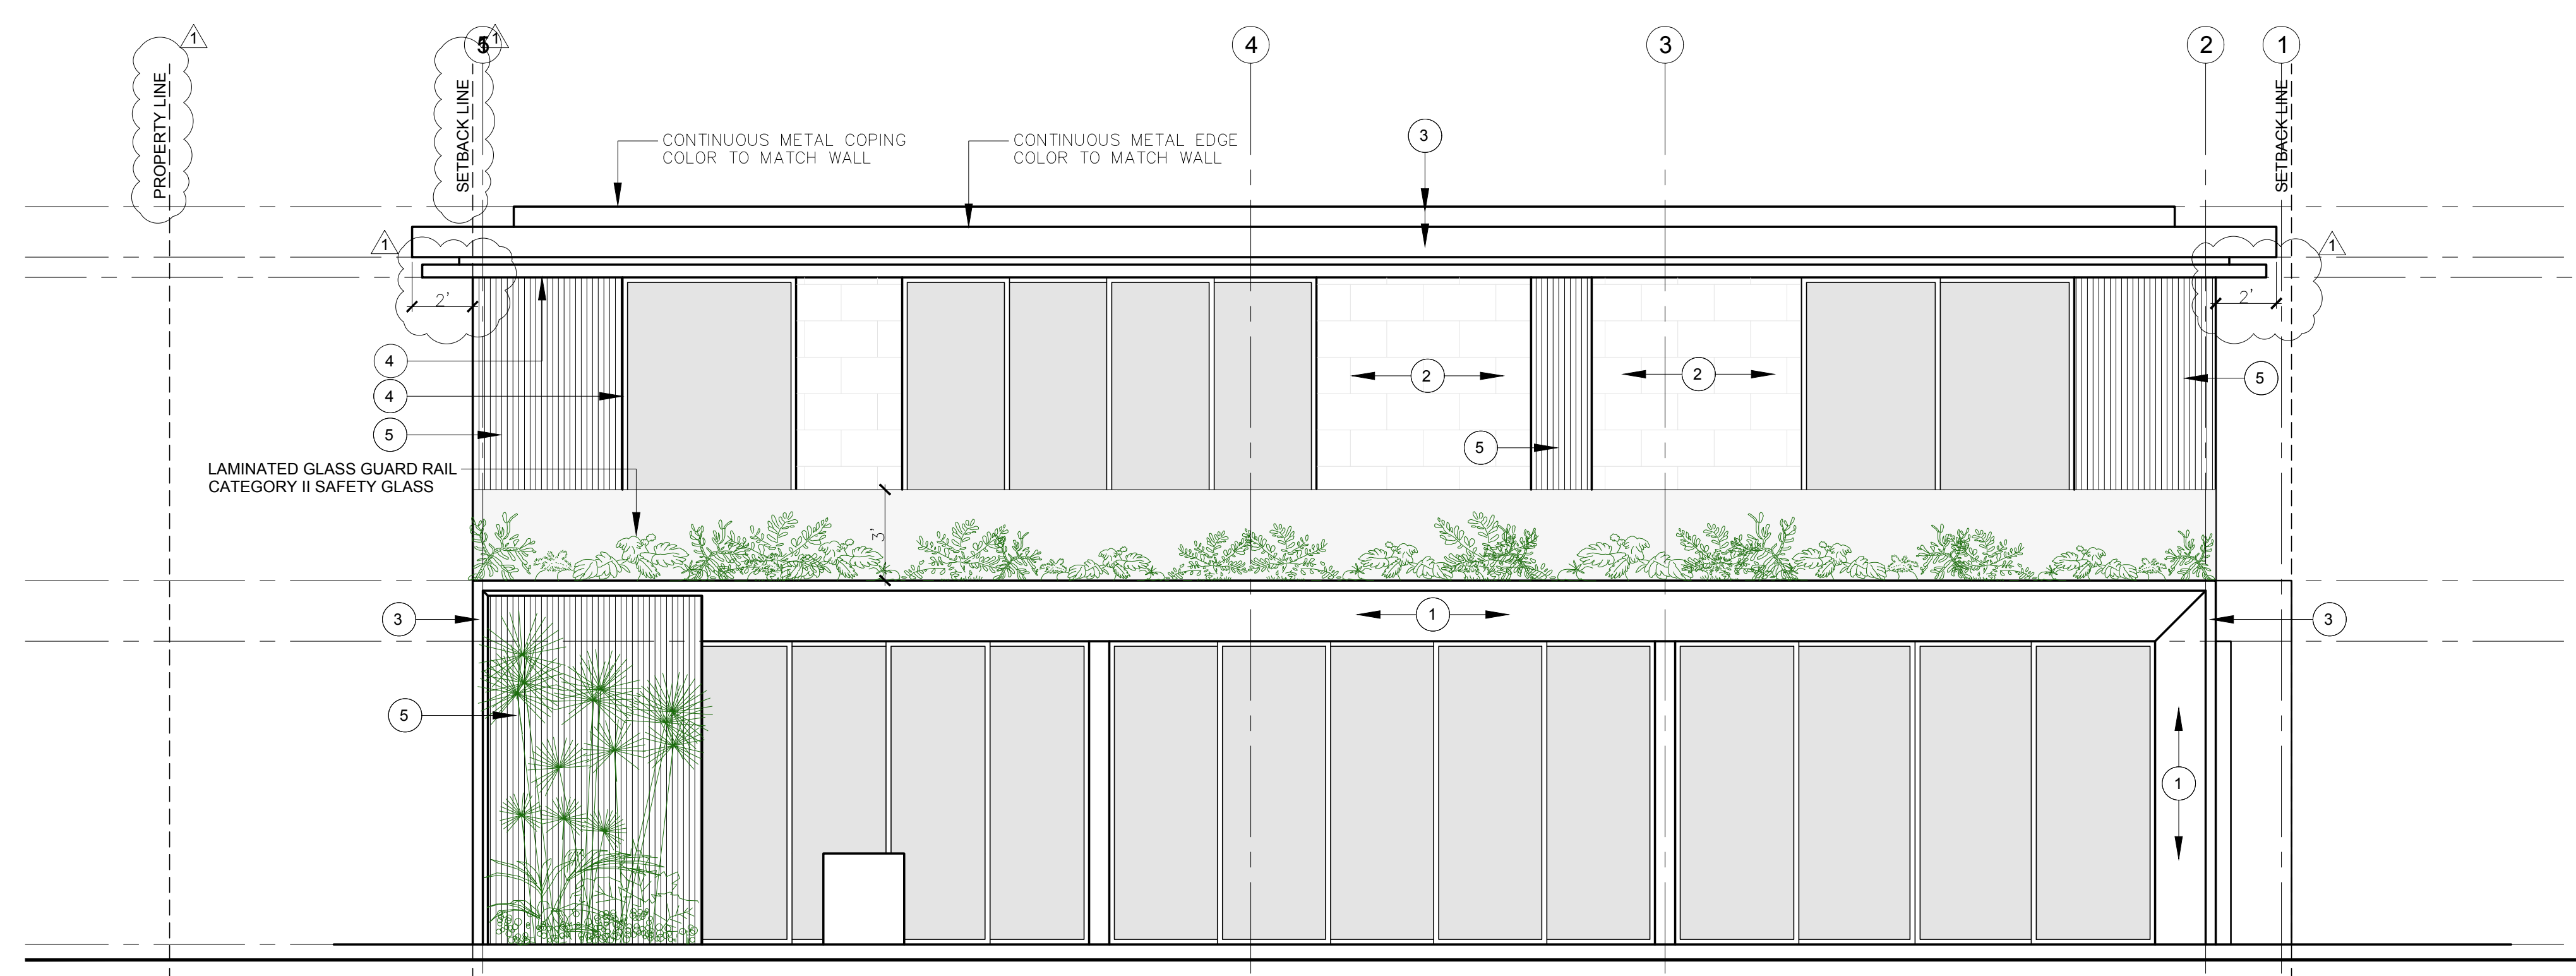 1
1
5
4
3
2
1
PROPERTY LINE
SETBACK LINE
SETBACK LINE
CONTINUOUS METAL COPING
COLOR TO MATCH WALL
CONTINUOUS METAL EDGE
COLOR TO MATCH WALL
3
1
1
2'
2'
4
4
5
2
2
5
5
LAMINATED GLASS GUARD RAIL
CATEGORY II SAFETY GLASS
3'
3
1
3
5
1